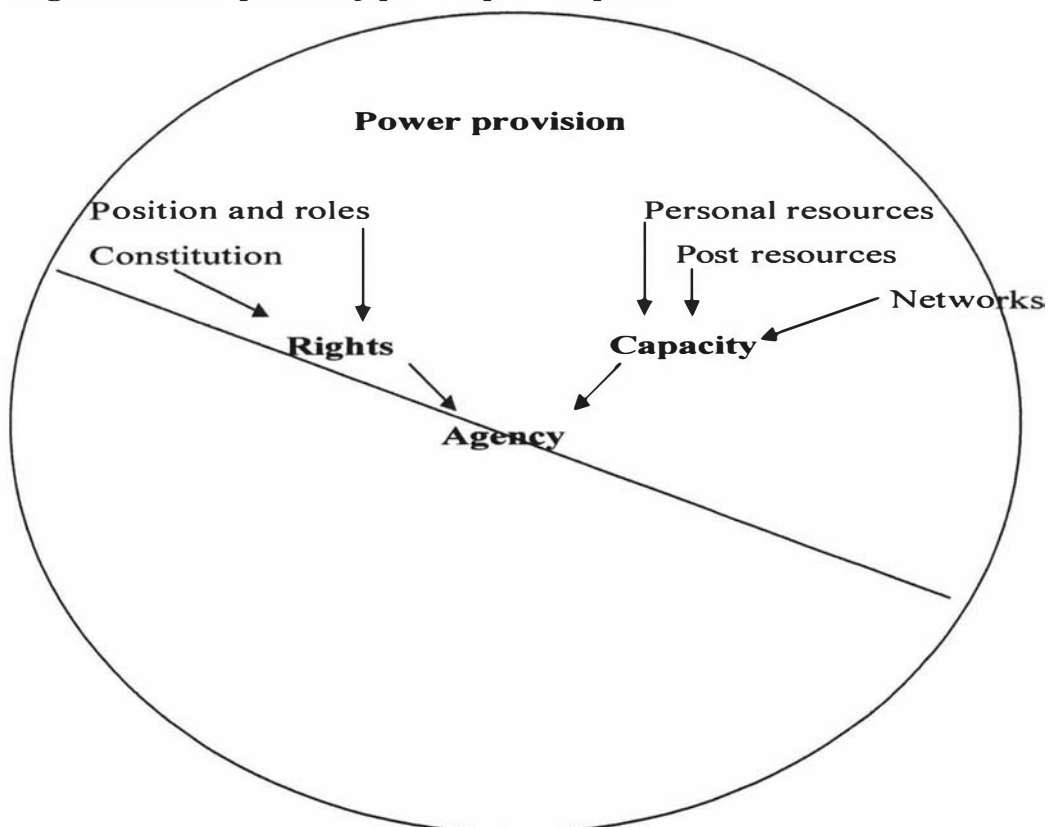 Power provision
Position and roles
Personal resources
Constitution
Post resources
Networks
Rights
Capacity
Agency